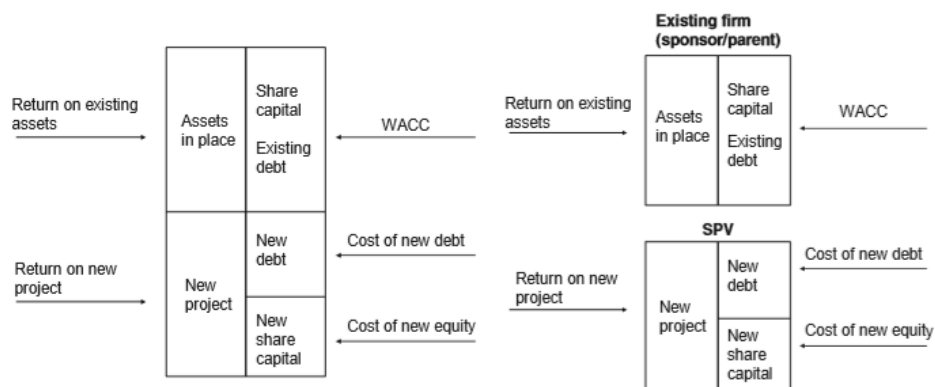 Return on existing
assets
Assets
in place
Share
capital
Existing
debt
WACC
Return on new
project
New
project
New
debt
New
share
capital
Cost of new debt
Cost of new equity
Existing firm
(sponsor/parent)
Return on existing
assets
Assets
in place
Share
capital
Existing
debt
WACC
SPV
Return on new
project
New
project
New
debt
New
share
capital
Cost of new debt
Cost of new equity